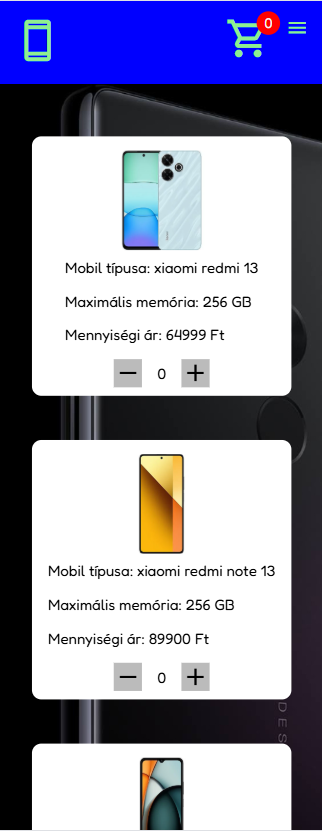 0
Mobil típusa: xiaomi redmi 13
Maximális memória: 256 GB
Mennyiségi ár: 64999 Ft
− 0 +
Mobil típusa: xiaomi redmi note 13
Maximális memória: 256 GB
Mennyiségi ár: 89900 Ft
− 0 +
DES